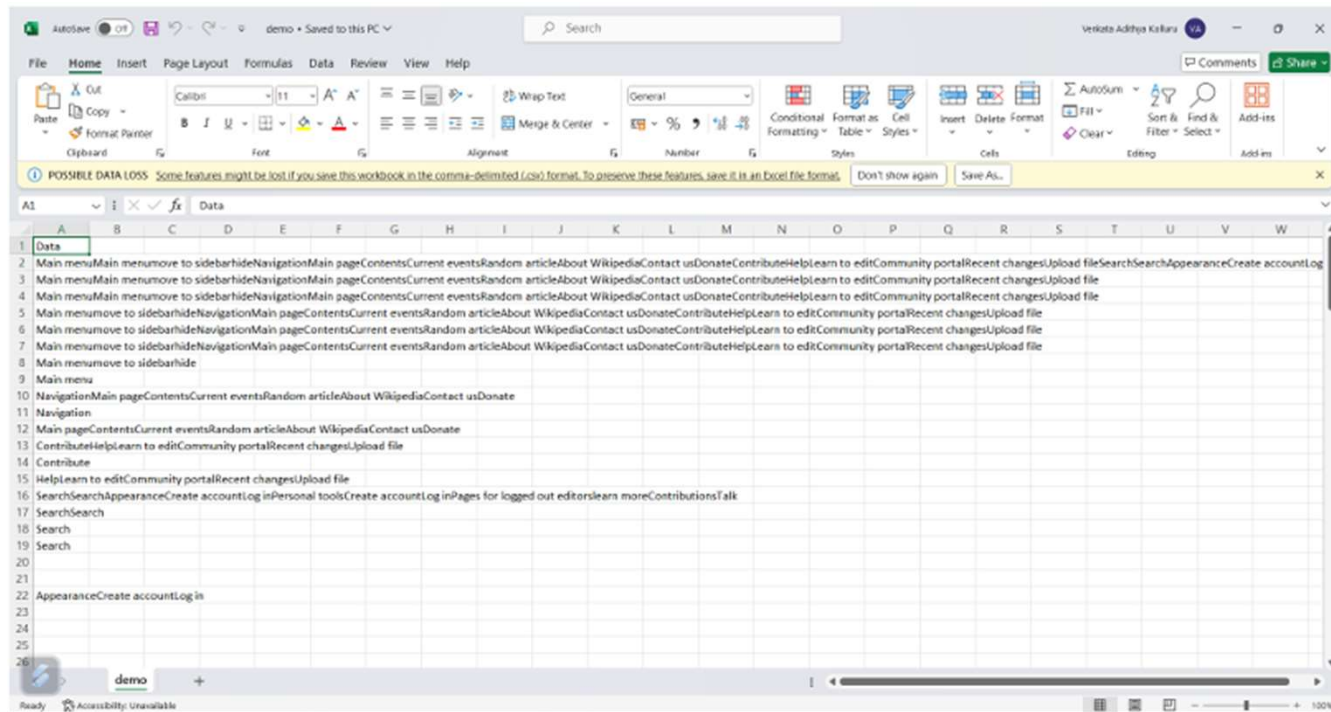 AutoSave Off demo • Saved to this PC Search Venkata Adithya Kalluru VA
File Home Insert Page Layout Formulas Data Review View Help Comments Share
Paste Cut Copy Format Painter Calibri 11 A A B I U A Wrap Text Merge & Center General % 9 Conditional Formatting Format as Table Cell Styles Insert Delete Format AutoSum Fill Clear Sort & Filter Find & Select Add-ins
Clipboard Font Alignment Number Styles Cells Editing Add-ins
POSSIBLE DATA LOSS Some features might be lost if you save this workbook in the comma-delimited (.csv) format. To preserve these features, save it in an Excel file format. Don't show again Save As...
A1 fx Data
A B C D E F G H I J K L M N O P Q R S T U V W
1 Data
2 Main menuMain menumove to sidebarhideNavigationMain pageContentsCurrent eventsRandom articleAbout WikipediaContact usDonateContributeHelpLearn to editCommunity portalRecent changesUpload fileSearchSearchAppearanceCreate accountLog
3 Main menuMain menumove to sidebarhideNavigationMain pageContentsCurrent eventsRandom articleAbout WikipediaContact usDonateContributeHelpLearn to editCommunity portalRecent changesUpload file
4 Main menuMain menumove to sidebarhideNavigationMain pageContentsCurrent eventsRandom articleAbout WikipediaContact usDonateContributeHelpLearn to editCommunity portalRecent changesUpload file
5 Main menumove to sidebarhideNavigationMain pageContentsCurrent eventsRandom articleAbout WikipediaContact usDonateContributeHelpLearn to editCommunity portalRecent changesUpload file
6 Main menumove to sidebarhideNavigationMain pageContentsCurrent eventsRandom articleAbout WikipediaContact usDonateContributeHelpLearn to editCommunity portalRecent changesUpload file
7 Main menumove to sidebarhideNavigationMain pageContentsCurrent eventsRandom articleAbout WikipediaContact usDonateContributeHelpLearn to editCommunity portalRecent changesUpload file
8 Main menumove to sidebarhide
9 Main menu
10 NavigationMain pageContentsCurrent eventsRandom articleAbout WikipediaContact usDonate
11 Navigation
12 Main pageContentsCurrent eventsRandom articleAbout WikipediaContact usDonate
13 ContributeHelpLearn to editCommunity portalRecent changesUpload file
14 Contribute
15 HelpLearn to editCommunity portalRecent changesUpload file
16 SearchSearchAppearanceCreate accountLog inPersonal toolsCreate accountLog inPages for logged out editorslearn moreContributionsTalk
17 SearchSearch
18 Search
19 Search
20
21
22 AppearanceCreate accountLog in
23
24
25
26
demo
Ready Accessibility: Unavailable 100%